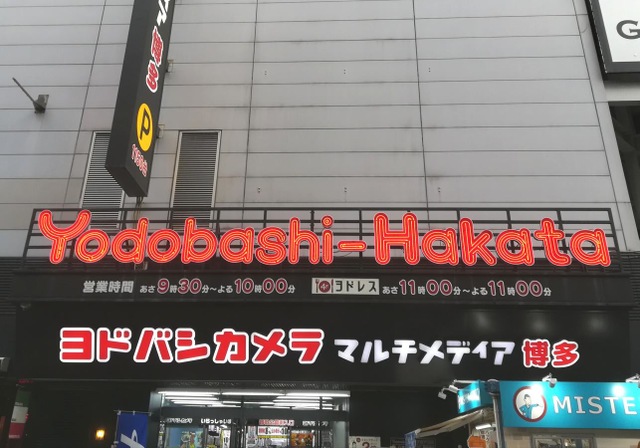 P
Yodobashi-Hakata
営業時間 あさ9時30分～よる10時00分 ヨドレス あさ11時00分～よる11時00分
ヨドバシカメラ マルチメディア 博多
MISTE